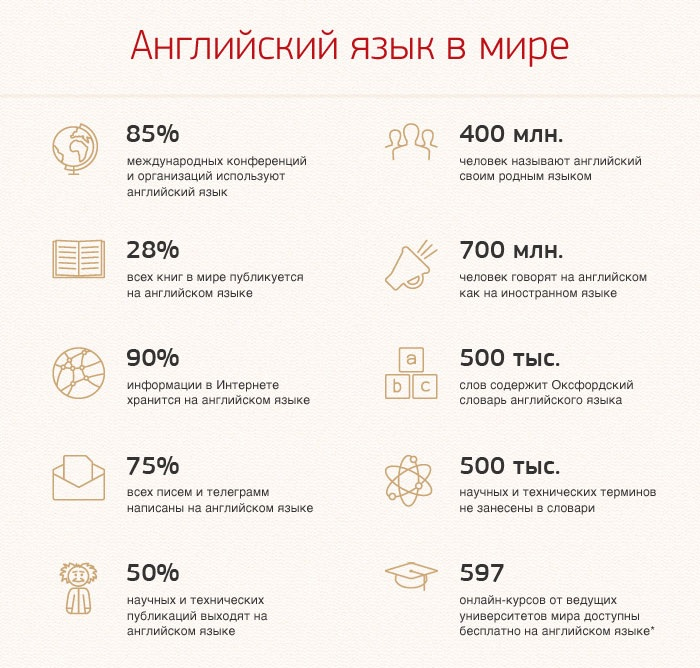 Английский язык в мире
85%
международных конференций
и организаций используют
английский язык
400 млн.
человек называют английский
своим родным языком
28%
всех книг в мире публикуется
на английском языке
700 млн.
человек говорят на английском
как на иностранном языке
90%
информации в Интернете
хранится на английском языке
a
b c
500 тыс.
слов содержит Оксфордский
словарь английского языка
75%
всех писем и телеграмм
написаны на английском языке
500 тыс.
научных и технических терминов
не занесены в словари
50%
научных и технических
публикаций выходят на
английском языке
597
онлайн-курсов от ведущих
университетов мира доступны
бесплатно на английском языке*